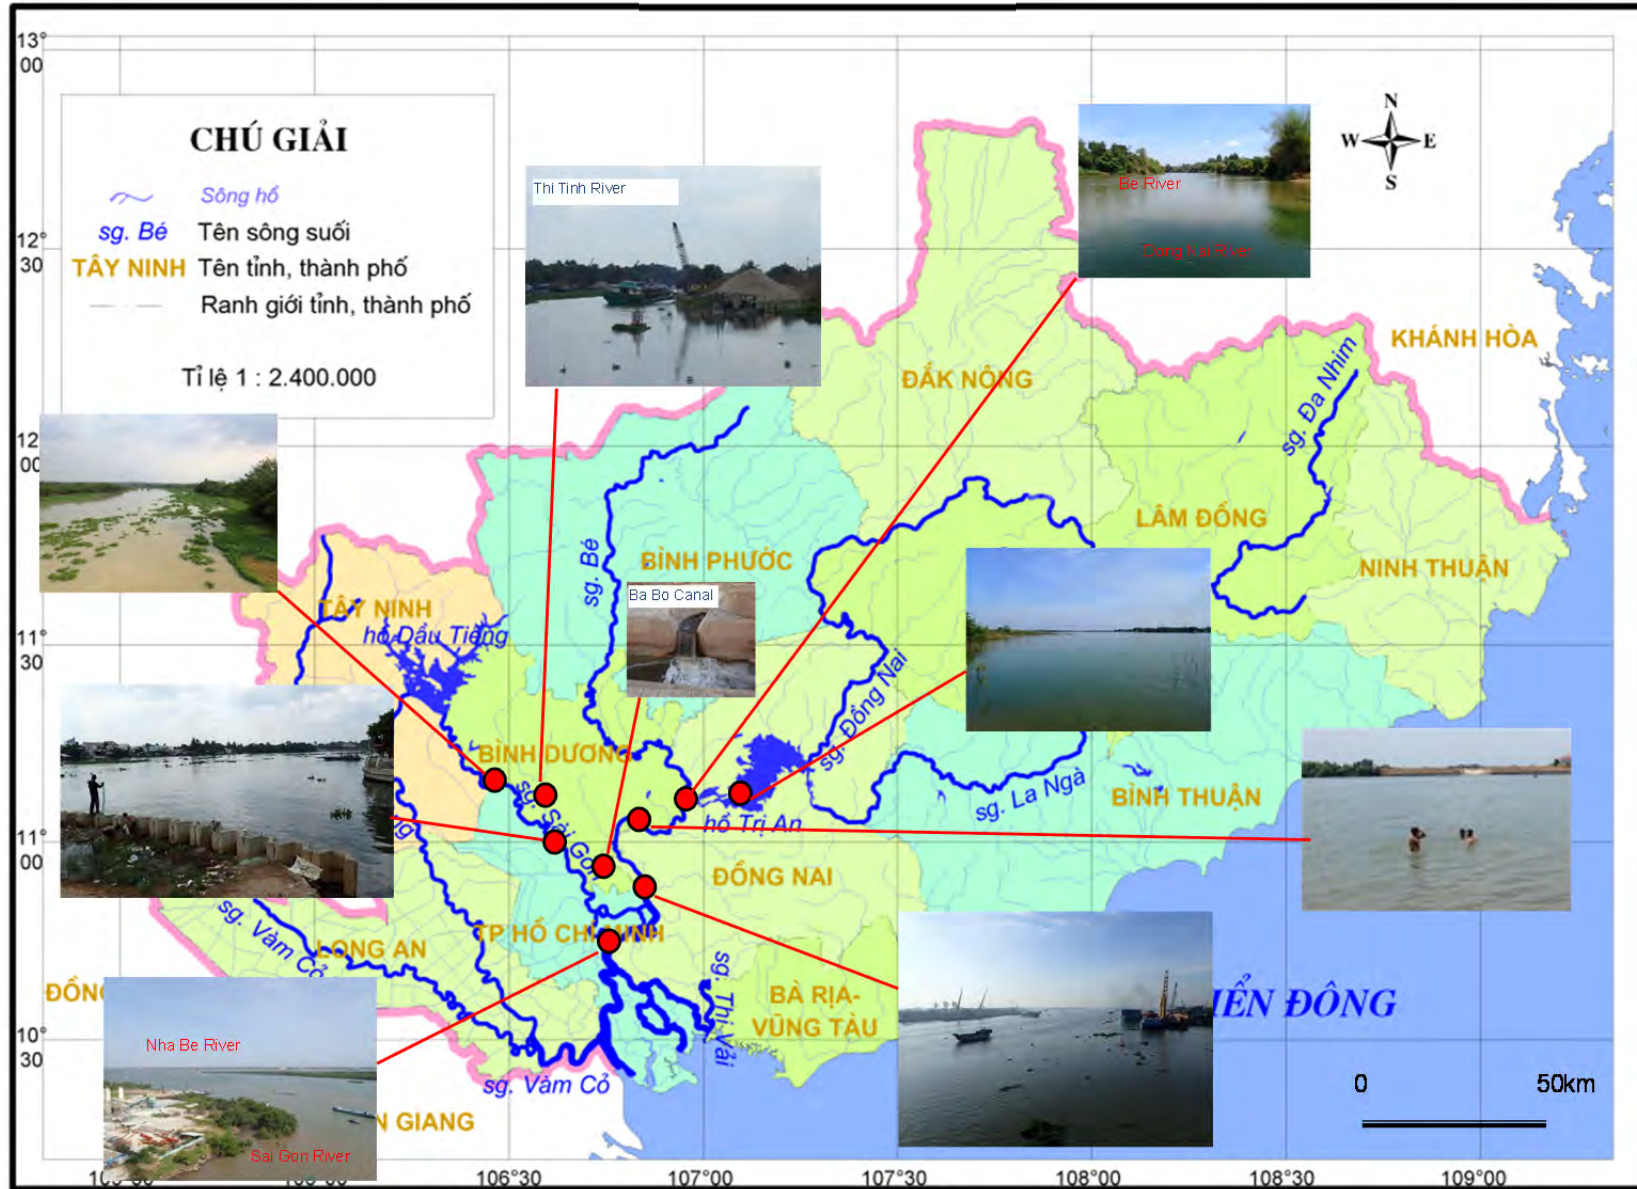 13°
00
12°
30
12
00
11°
30
11°
00
10°
30
CHÚ GIẢI
Sông hồ
sg. Bé Tên sông suối
TÂY NINH Tên tỉnh, thành phố
Ranh giới tỉnh, thành phố
Tỉ lệ 1 : 2.400.000
N
W E
S
Thi Tinh River
Be River
Dong Nai River
KHÁNH HÒA
ĐẮK NÔNG
sg. Đa Nhim
LÂM ĐỒNG
NINH THUẬN
BÌNH PHƯỚC
sg. Bé
Ba Bo Canal
TÂY NINH
hồ Dầu Tiếng
sg. Đồng Nai
BÌNH DƯƠNG
sg. Sài Gòn
hồ Trị An
sg. La Ngà
BÌNH THUẬN
ĐỒNG NAI
TP HỒ CHÍ MINH
LONG AN
sg. Vàm Cỏ
sg. Thị Vải
BÀ RỊA-
VŨNG TÀU
IỂN ĐÔNG
ĐỒNG
Nha Be River
Sai Gon River
sg. Vàm Cỏ
N GIANG
0 50km
106°30 107°00 107°30 108°00 108°30 109°00